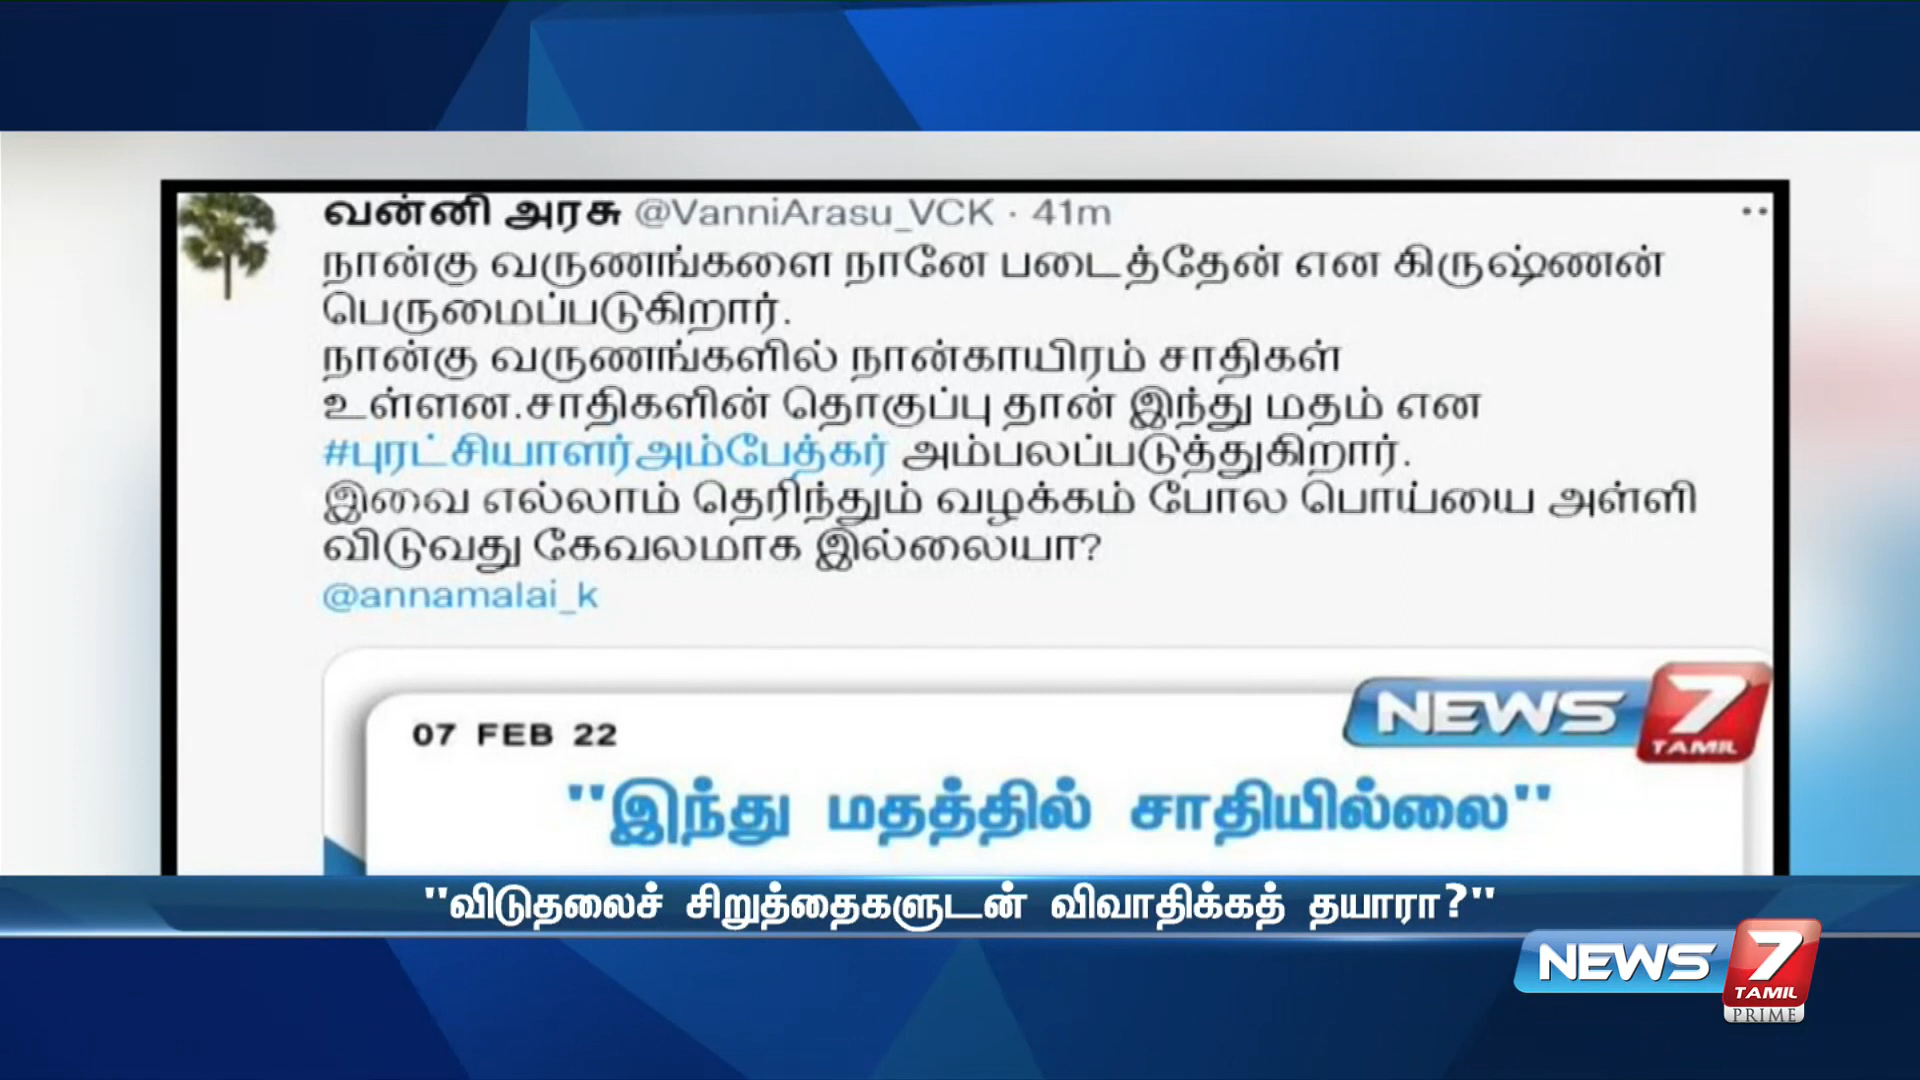 வன்னி அரசு @VanniArasu_VCK · 41m
நான்கு வருணங்களை நானே படைத்தேன் என கிருஷ்ணன்
பெருமைப்படுகிறார்.
நான்கு வருணங்களில் நான்காயிரம் சாதிகள்
உள்ளன.சாதிகளின் தொகுப்பு தான் இந்து மதம் என
#புரட்சியாளர்அம்பேத்கர் அம்பலப்படுத்துகிறார்.
இவை எல்லாம் தெரிந்தும் வழக்கம் போல பொய்யை அள்ளி
விடுவது கேவலமாக இல்லையா?
@annamalai_k
NEWS 7
TAMIL
07 FEB 22
"இந்து மதத்தில் சாதியில்லை"
"விடுதலைச் சிறுத்தைகளுடன் விவாதிக்கத் தயாரா?"
NEWS 7
TAMIL
PRIME